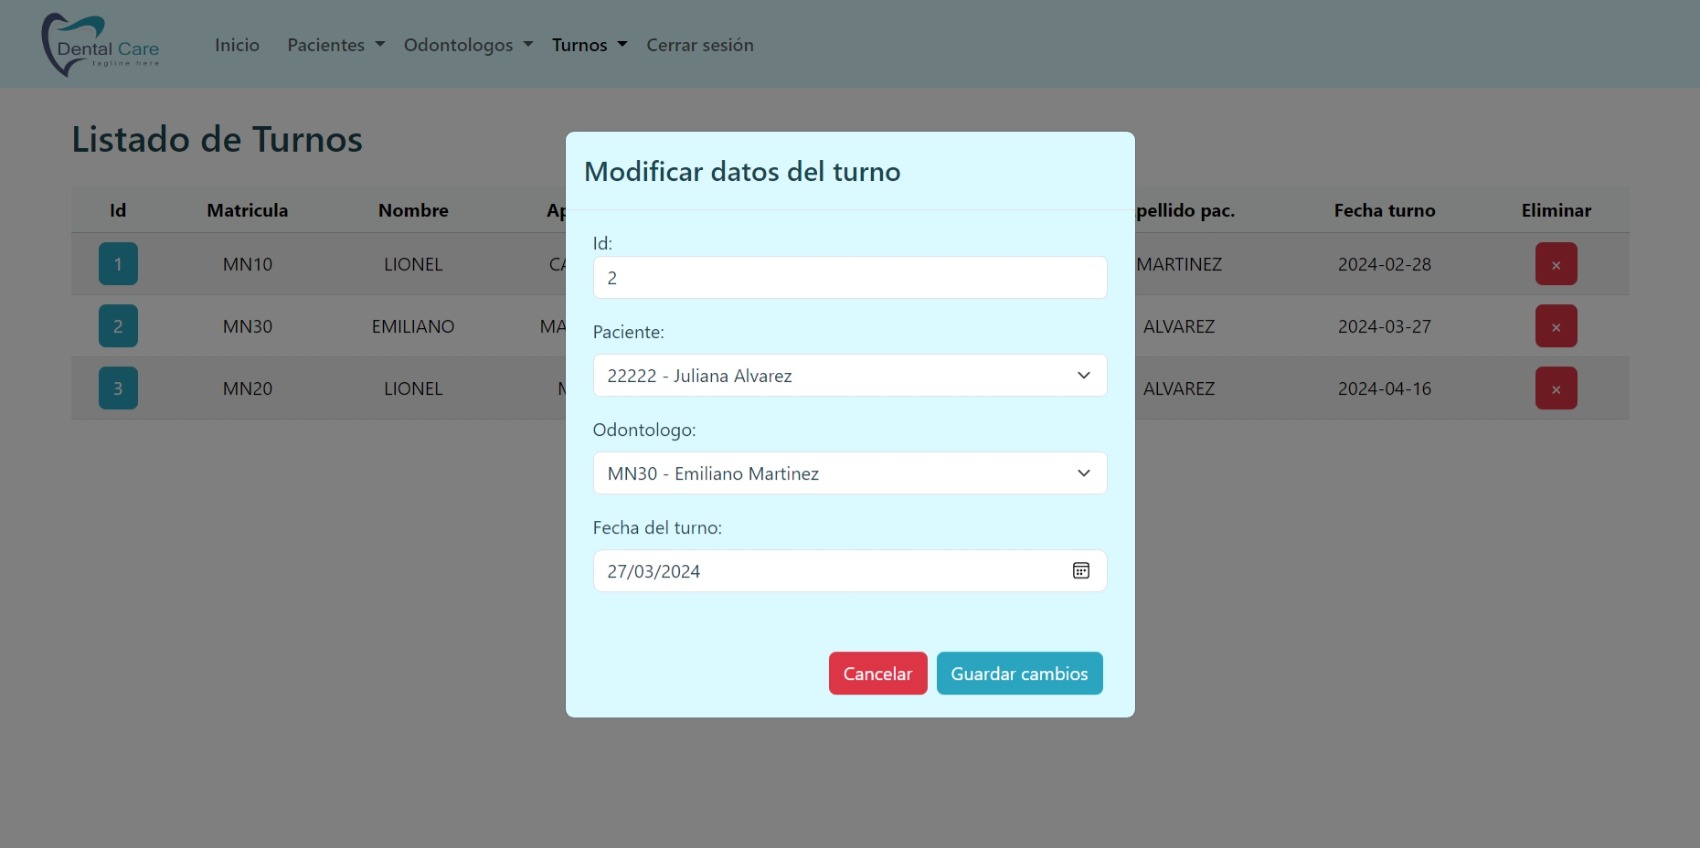 Dental Care
tagline here
Inicio Pacientes Odontologos Turnos Cerrar sesión
Listado de Turnos
Id Matricula Nombre Ap pellido pac. Fecha turno Eliminar
1 MN10 LIONEL CA MARTINEZ 2024-02-28 ×
2 MN30 EMILIANO MA ALVAREZ 2024-03-27 ×
3 MN20 LIONEL ALVAREZ 2024-04-16 ×
Modificar datos del turno
Id:
2
Paciente:
22222 - Juliana Alvarez
Odontologo:
MN30 - Emiliano Martinez
Fecha del turno:
27/03/2024
Cancelar Guardar cambios